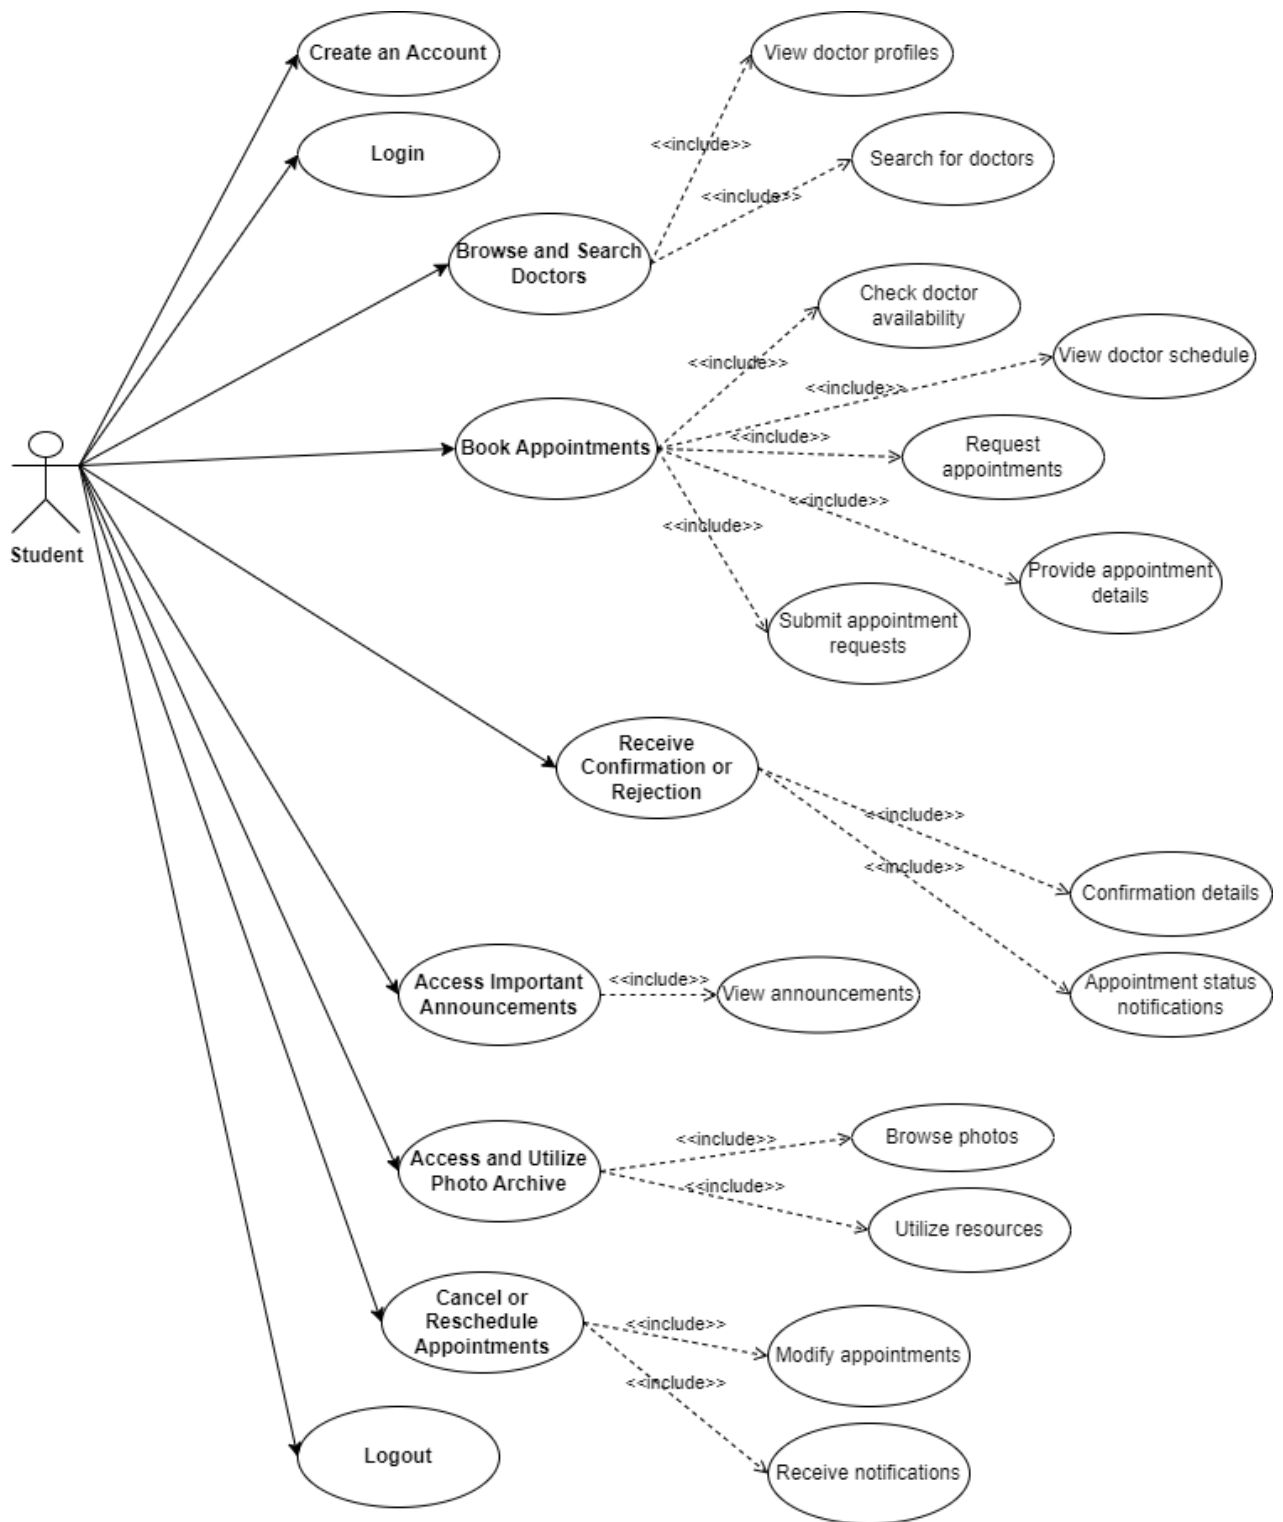 Create an Account
View doctor profiles
Login
<<include>>
Search for doctors
<<include>>
Browse and Search
Doctors
Check doctor
availability
View doctor schedule
<<include>>
<<include>>
Book Appointments
<<include>>
Request
appointments
<<include>>
<<include>>
Student
Provide appointment
details
Submit appointment
requests
Receive
Confirmation or
Rejection
<<include>>
<<include>>
Confirmation details
Access Important
Announcements
<<include>>
View announcements
Appointment status
notifications
Access and Utilize
Photo Archive
<<include>>
Browse photos
<<include>>
Utilize resources
Cancel or
Reschedule
Appointments
<<include>>
Modify appointments
<<include>>
Logout
Receive notifications